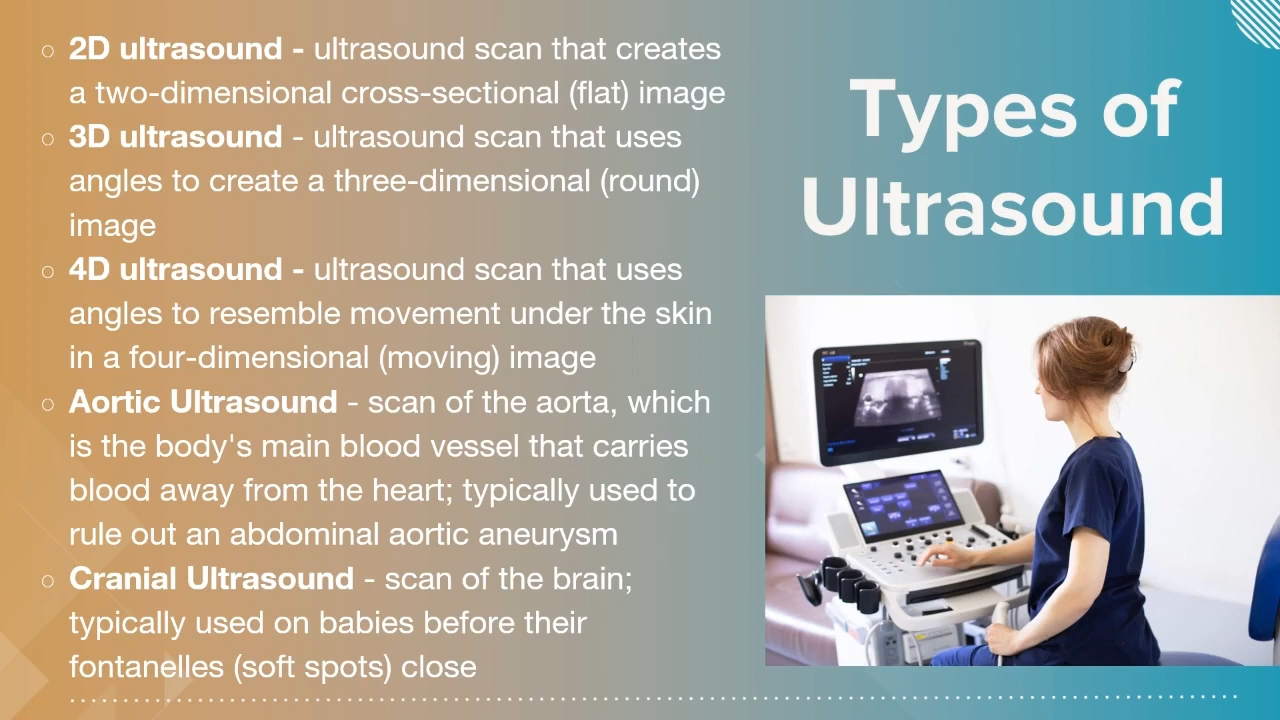 2D ultrasound - ultrasound scan that creates
a two-dimensional cross-sectional (flat) image
3D ultrasound - ultrasound scan that uses
angles to create a three-dimensional (round)
image
4D ultrasound - ultrasound scan that uses
angles to resemble movement under the skin
in a four-dimensional (moving) image
Aortic Ultrasound - scan of the aorta, which
is the body's main blood vessel that carries
blood away from the heart; typically used to
rule out an abdominal aortic aneurysm
Cranial Ultrasound - scan of the brain;
typically used on babies before their
fontanelles (soft spots) close
Types of
Ultrasound